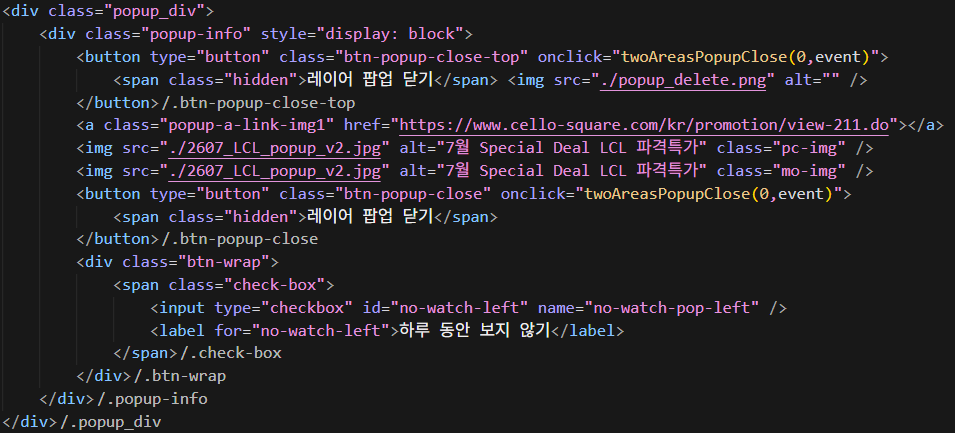 <div class="popup_div">
<div class="popup-info" style="display: block">
<button type="button" class="btn-popup-close-top" onclick="twoAreasPopupClose(0,event)">
<span class="hidden">레이어 팝업 닫기</span> <img src="./popup_delete.png" alt="" />
</button>/.btn-popup-close-top
<a class="popup-a-link-img1" href="https://www.cello-square.com/kr/promotion/view-211.do"></a>
<img src="./2607_LCL_popup_v2.jpg" alt="7월 Special Deal LCL 파격특가" class="pc-img" />
<img src="./2607_LCL_popup_v2.jpg" alt="7월 Special Deal LCL 파격특가" class="mo-img" />
<button type="button" class="btn-popup-close" onclick="twoAreasPopupClose(0,event)">
<span class="hidden">레이어 팝업 닫기</span>
</button>/.btn-popup-close
<div class="btn-wrap">
<span class="check-box">
<input type="checkbox" id="no-watch-left" name="no-watch-pop-left" />
<label for="no-watch-left">하루 동안 보지 않기</label>
</span>/.check-box
</div>/.btn-wrap
</div>/.popup-info
</div>/.popup_div